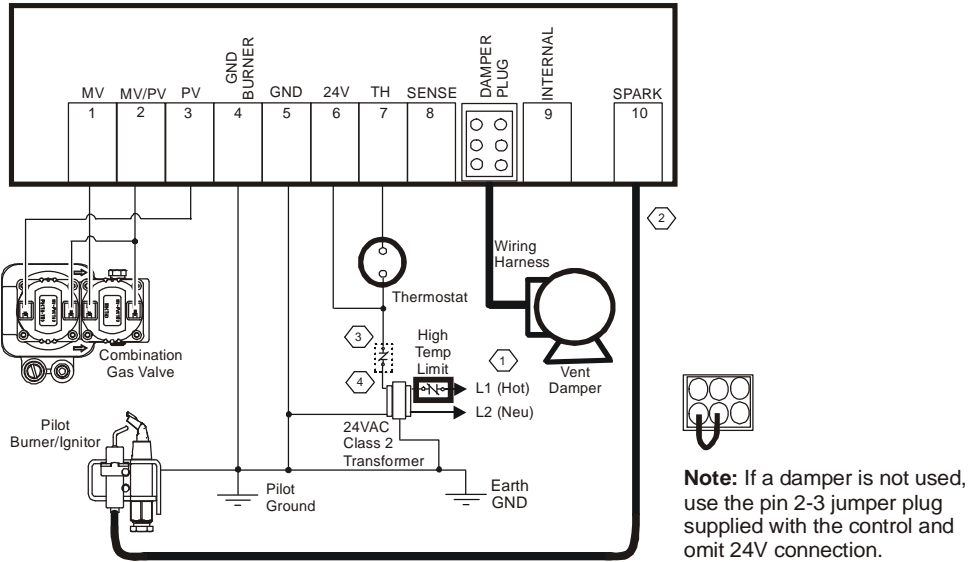 MV MV/PV PV GND BURNER GND 24V TH SENSE DAMPER PLUG INTERNAL SPARK
1 2 3 4 5 6 7 8 9 10
2
Wiring
Harness
Thermostat
3
High
Temp
Limit
1
4
L1 (Hot)
L2 (Neu)
Vent
Damper
Combination
Gas Valve
24VAC
Class 2
Transformer
Pilot
Burner/Ignitor
Pilot
Ground
Earth
GND
Note: If a damper is not used,
use the pin 2-3 jumper plug
supplied with the control and
omit 24V connection.